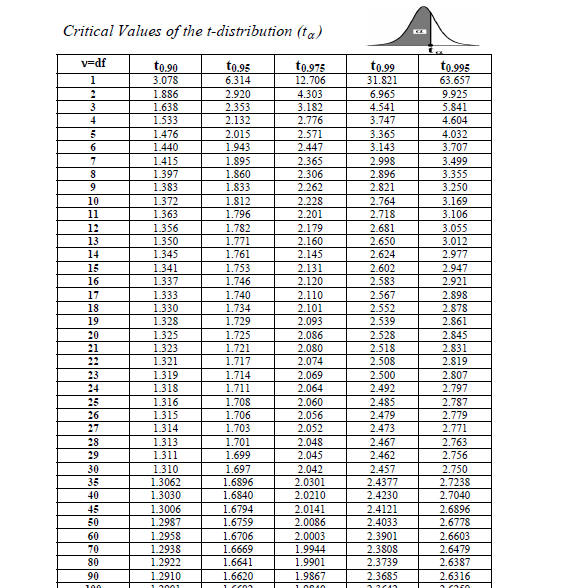 Critical Values of the t-distribution (tα)
α
tα
ν=df t0.90 t0.95 t0.975 t0.99 t0.995
1 3.078 6.314 12.706 31.821 63.657
2 1.886 2.920 4.303 6.965 9.925
3 1.638 2.353 3.182 4.541 5.841
4 1.533 2.132 2.776 3.747 4.604
5 1.476 2.015 2.571 3.365 4.032
6 1.440 1.943 2.447 3.143 3.707
7 1.415 1.895 2.365 2.998 3.499
8 1.397 1.860 2.306 2.896 3.355
9 1.383 1.833 2.262 2.821 3.250
10 1.372 1.812 2.228 2.764 3.169
11 1.363 1.796 2.201 2.718 3.106
12 1.356 1.782 2.179 2.681 3.055
13 1.350 1.771 2.160 2.650 3.012
14 1.345 1.761 2.145 2.624 2.977
15 1.341 1.753 2.131 2.602 2.947
16 1.337 1.746 2.120 2.583 2.921
17 1.333 1.740 2.110 2.567 2.898
18 1.330 1.734 2.101 2.552 2.878
19 1.328 1.729 2.093 2.539 2.861
20 1.325 1.725 2.086 2.528 2.845
21 1.323 1.721 2.080 2.518 2.831
22 1.321 1.717 2.074 2.508 2.819
23 1.319 1.714 2.069 2.500 2.807
24 1.318 1.711 2.064 2.492 2.797
25 1.316 1.708 2.060 2.485 2.787
26 1.315 1.706 2.056 2.479 2.779
27 1.314 1.703 2.052 2.473 2.771
28 1.313 1.701 2.048 2.467 2.763
29 1.311 1.699 2.045 2.462 2.756
30 1.310 1.697 2.042 2.457 2.750
35 1.3062 1.6896 2.0301 2.4377 2.7238
40 1.3030 1.6840 2.0210 2.4230 2.7040
45 1.3006 1.6794 2.0141 2.4121 2.6896
50 1.2987 1.6759 2.0086 2.4033 2.6778
60 1.2958 1.6706 2.0003 2.3901 2.6603
70 1.2938 1.6669 1.9944 2.3808 2.6479
80 1.2922 1.6641 1.9901 2.3739 2.6387
90 1.2910 1.6620 1.9867 2.3685 2.6316